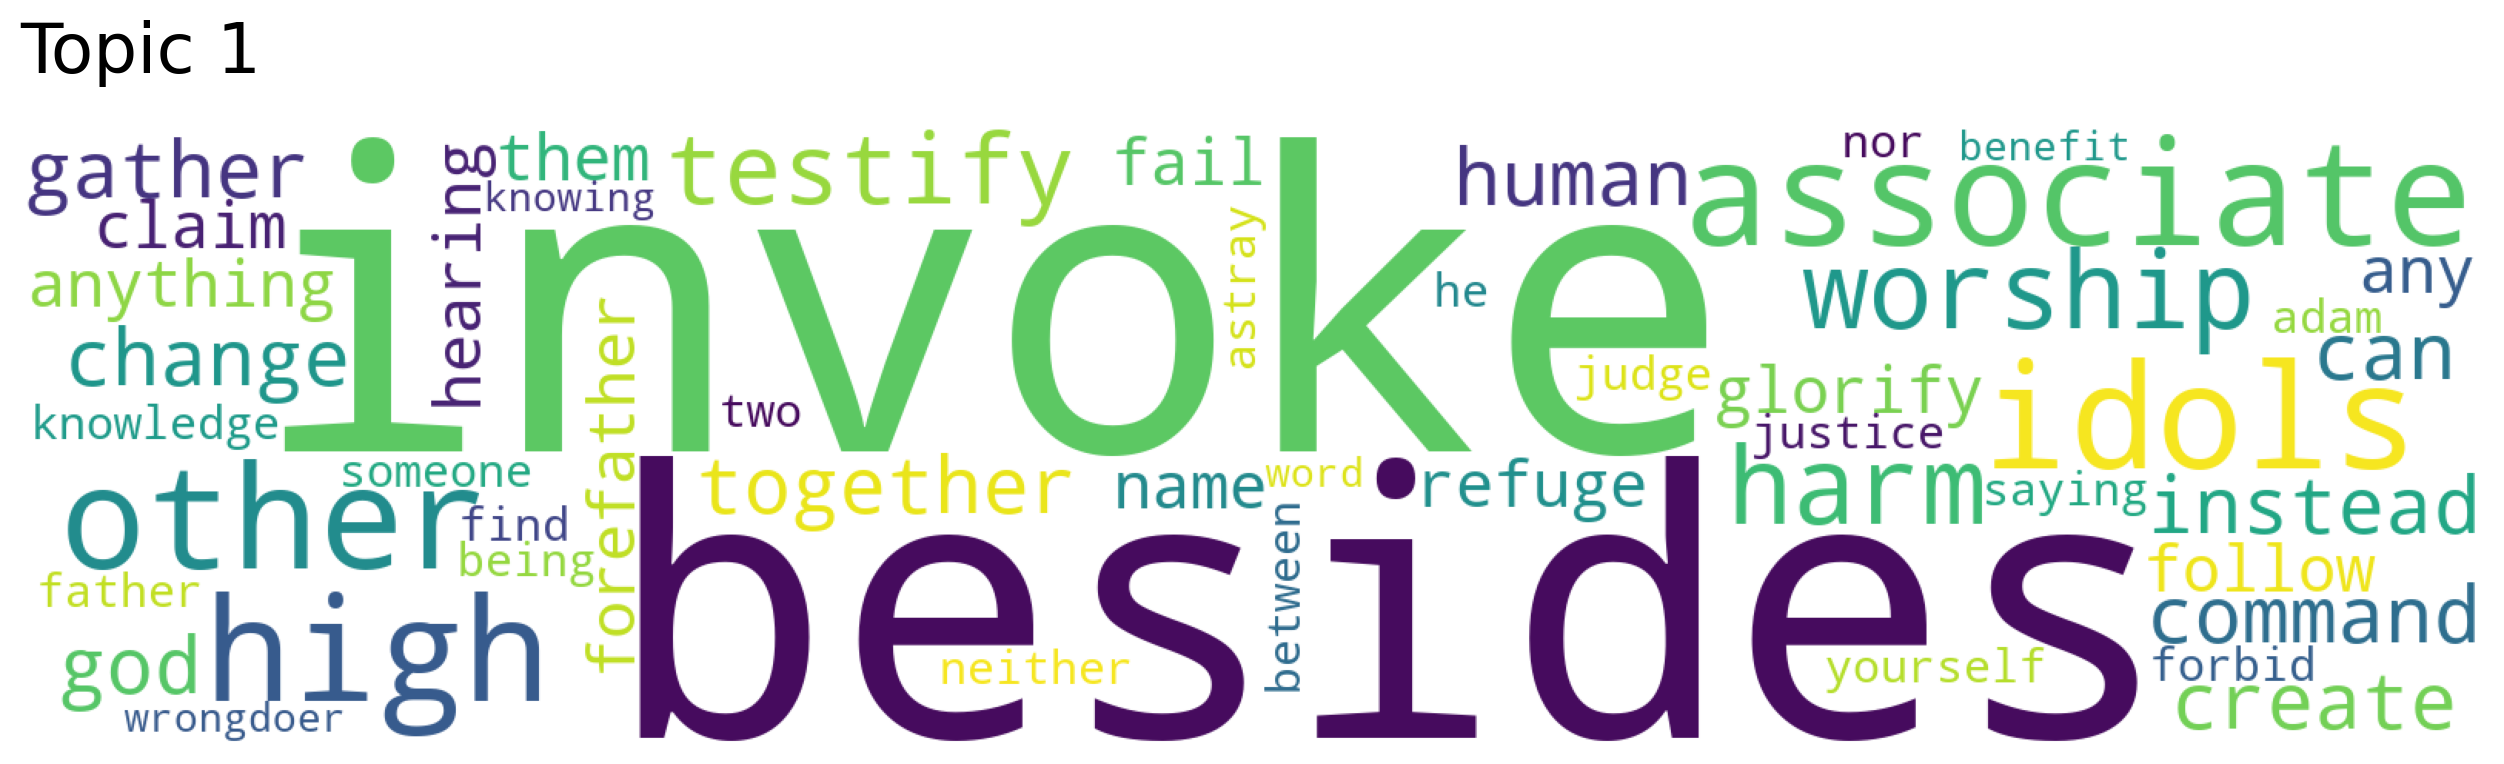 Topic 1
gather
claim
hearing
them
knowing
testify
fail
human
nor
benefit
associate
invoke
anything
change
knowledge
forefather
two
astray
he
judge
worship
any
adam
can
glorify
justice
idols
someone
other
find
being
together
name
word
refuge
harm
saying
instead
father
high
god
wrongdoer
besides
between
neither
yourself
follow
command
forbid
create